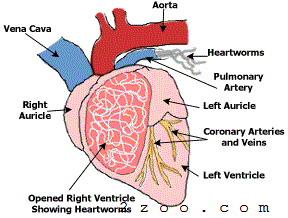 Aorta
Vena Cava
Heartworms
Pulmonary
Artery
Right
Auricle
Left Auricle
Coronary Arteries
and Veins
Left Ventricle
Opened Right Ventricle
Showing Heartworms
2zoo.com